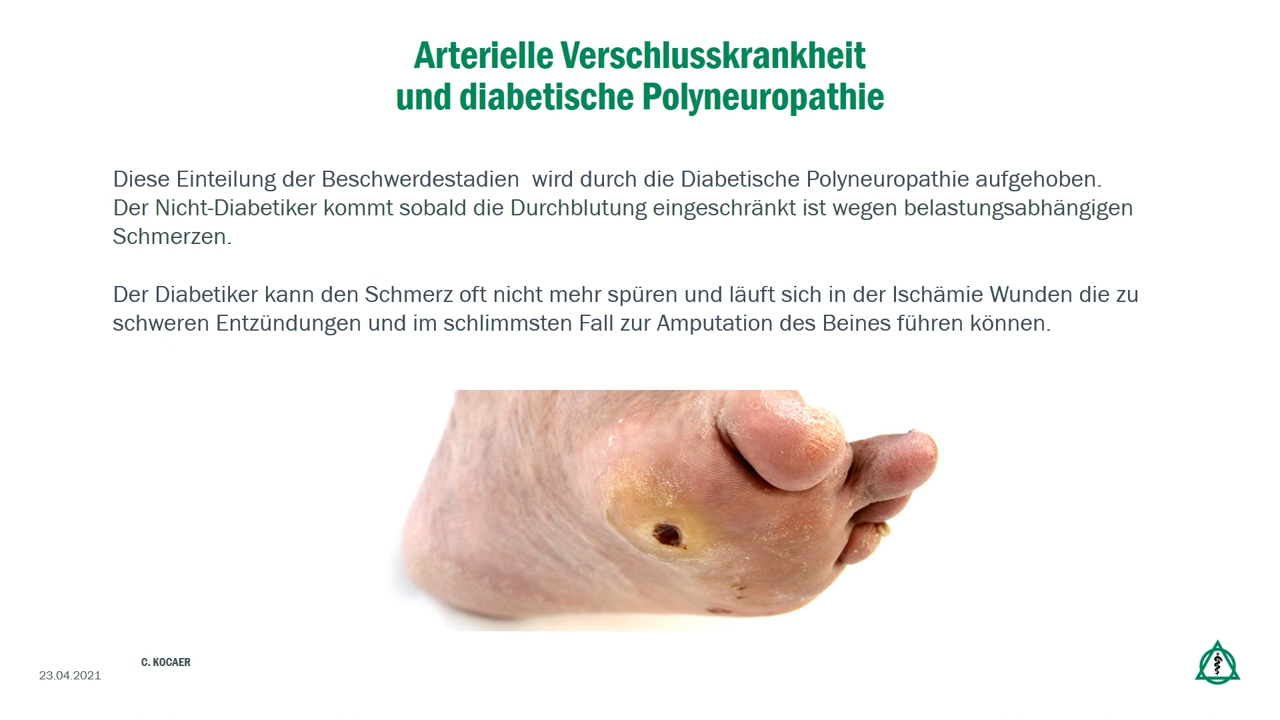 Arterielle Verschlusskrankheit
und diabetische Polyneuropathie
Diese Einteilung der Beschwerdestadien  wird durch die Diabetische Polyneuropathie aufgehoben.
Der Nicht-Diabetiker kommt sobald die Durchblutung eingeschränkt ist wegen belastungsabhängigen
Schmerzen.
Der Diabetiker kann den Schmerz oft nicht mehr spüren und läuft sich in der Ischämie Wunden die zu
schweren Entzündungen und im schlimmsten Fall zur Amputation des Beines führen können.
C. KOCAER
23.04.2021